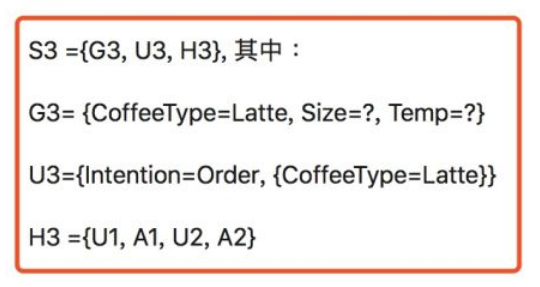 S3 ={G3, U3, H3}, 其中：
G3= {CoffeeType=Latte, Size=?, Temp=?}
U3={Intention=Order, {CoffeeType=Latte}}
H3 ={U1, A1, U2, A2}